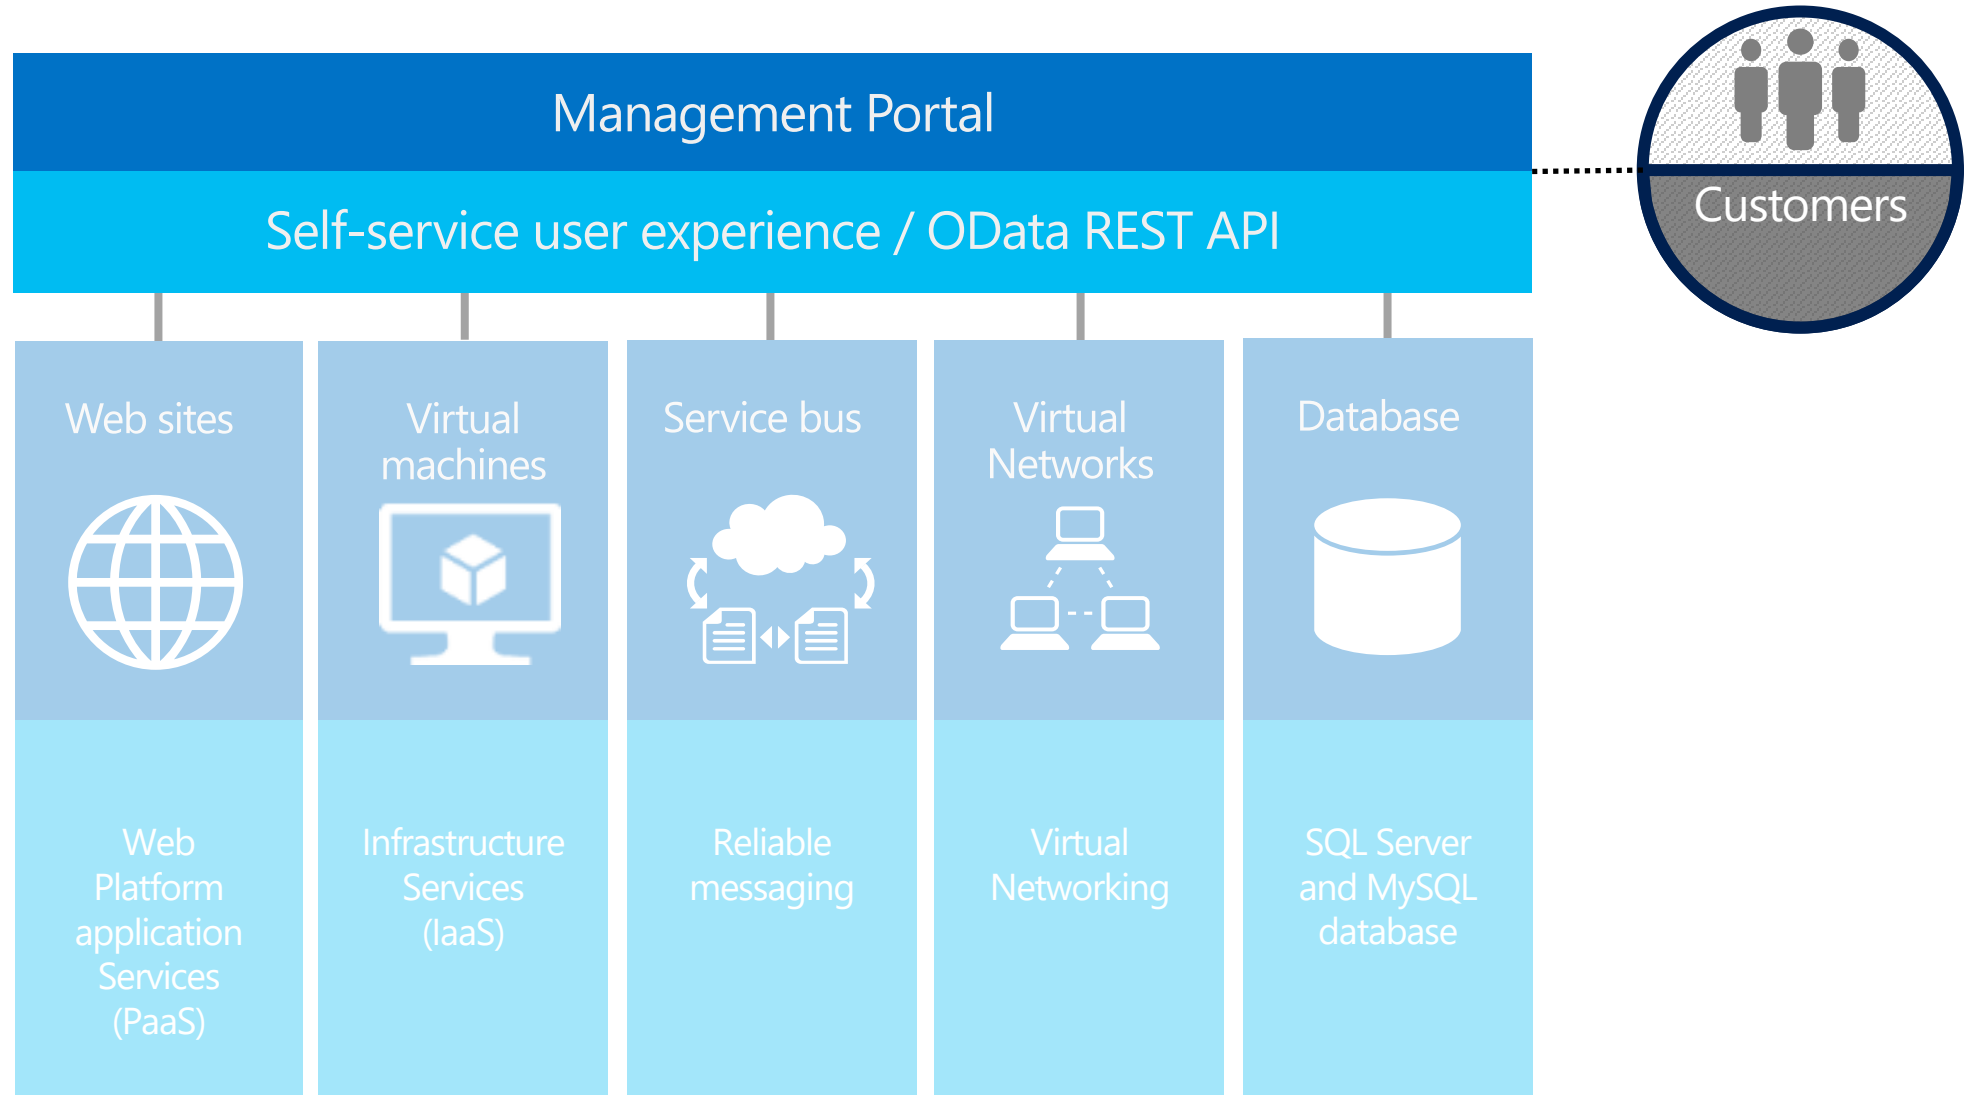 Management Portal
Self-service user experience / OData REST API
Customers
Web sites
Virtual
machines
Service bus
Virtual
Networks
Database
Web
Platform
application
Services
(PaaS)
Infrastructure
Services
(IaaS)
Reliable
messaging
Virtual
Networking
SQL Server
and MySQL
database